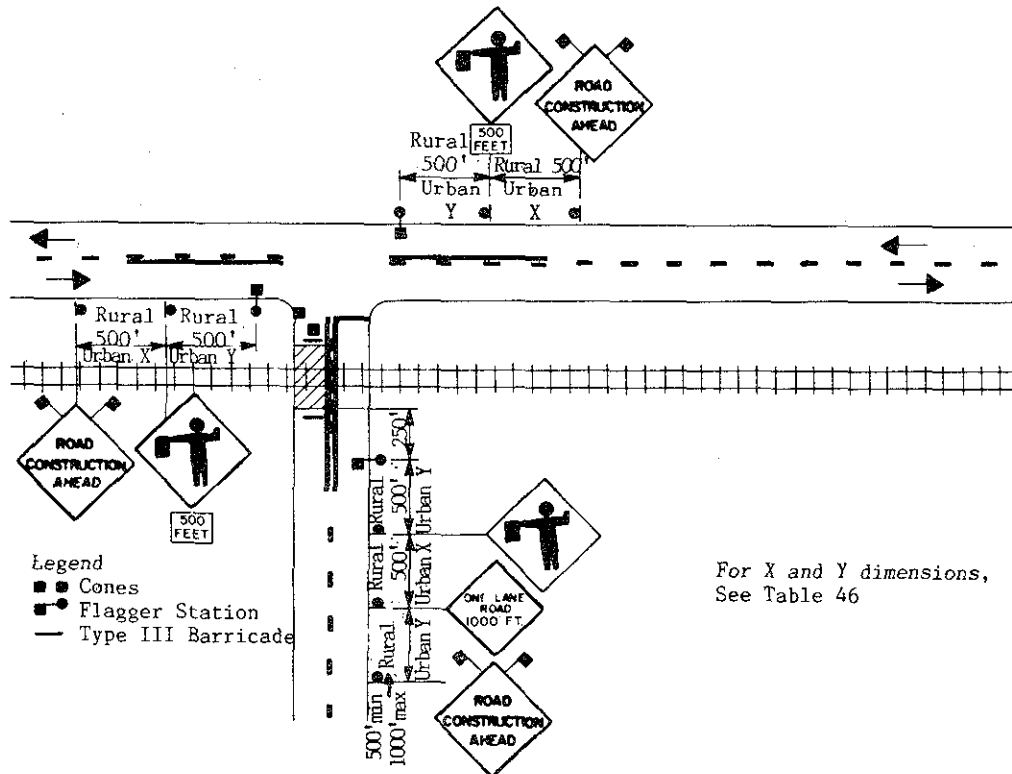 ROAD
CONSTRUCTION
AHEAD
500
FEET
Rural
500'
Urban
Y
Rural 500'
Urban
X
Rural
500'
Urban X
Rural
500'
Urban Y
ROAD
CONSTRUCTION
AHEAD
500
FEET
250'
Rural
500'
Urban Y
Rural
500'
Urban X
ONE LANE
ROAD
1000 FT.
Rural
Urban Y
500'min
1000'max
ROAD
CONSTRUCTION
AHEAD
Legend
Cones
Flagger Station
Type III Barricade
For X and Y dimensions,
See Table 46